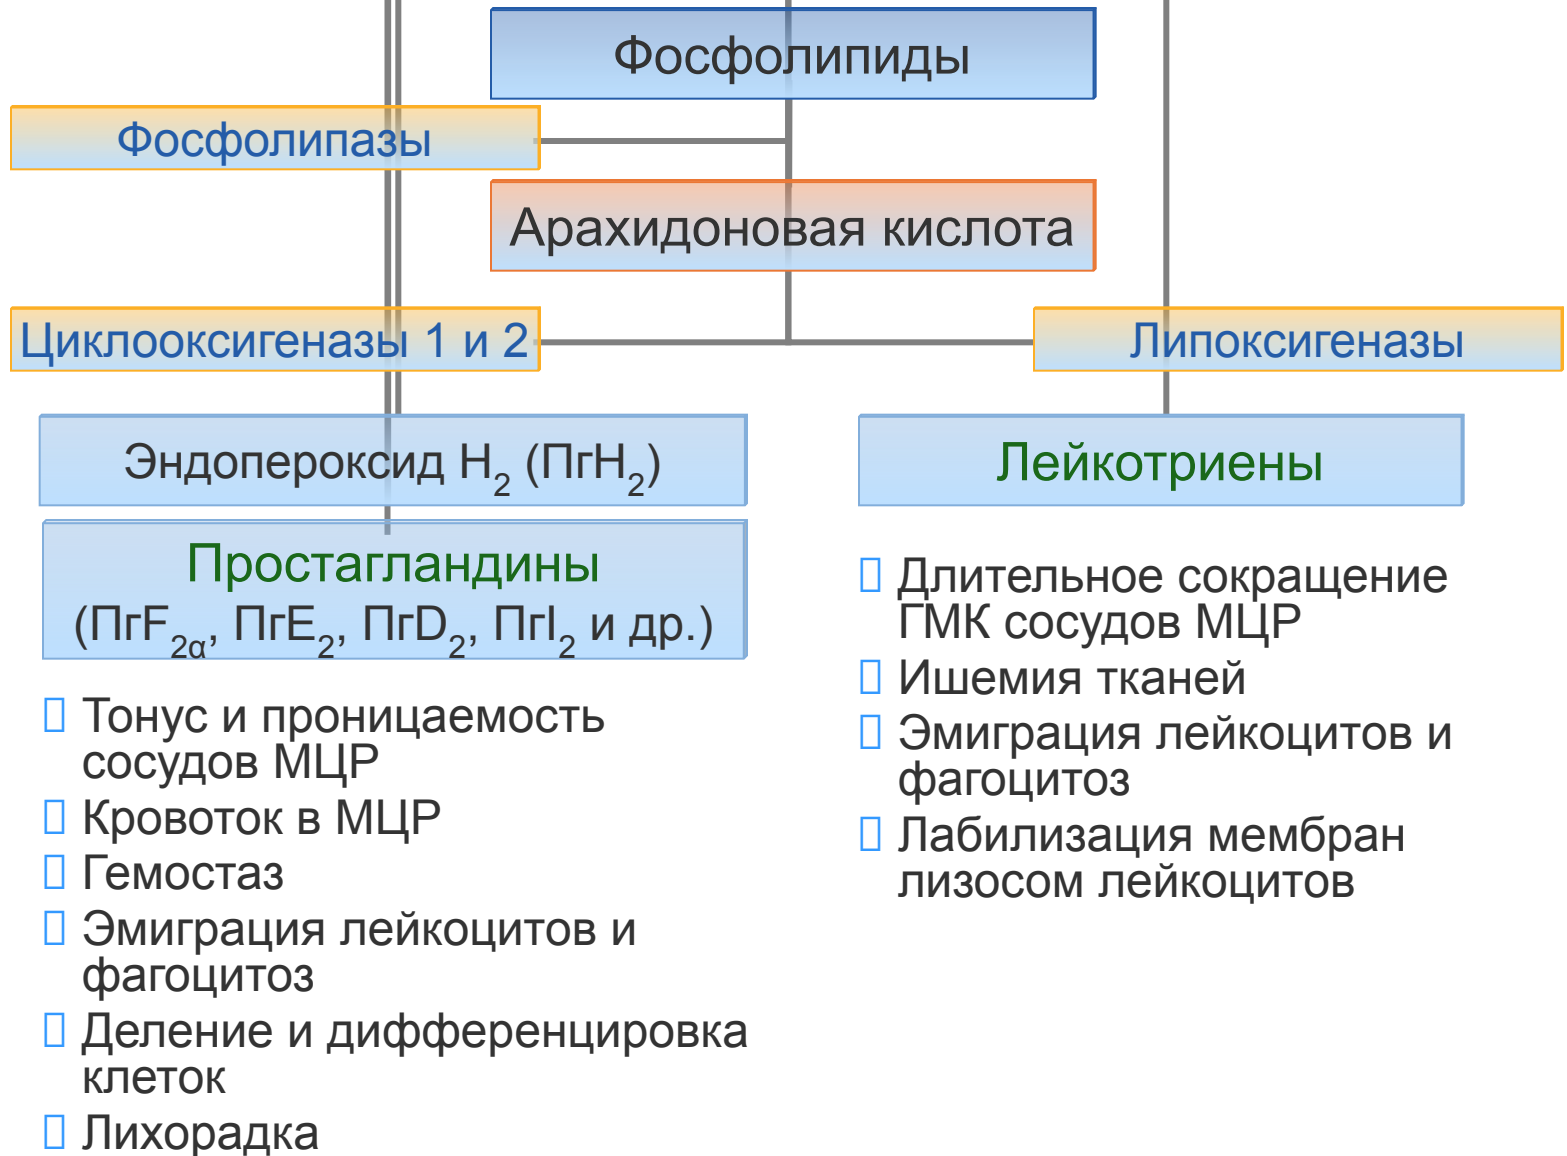 Фосфолипиды
Фосфолипазы
Арахидоновая кислота
Циклооксигеназы 1 и 2
Липоксигеназы
Эндопероксид H₂ (ПгH₂)
Простагландины
(ПгF₂α, ПгE₂, ПгD₂, ПгI₂ и др.)
Тонус и проницаемость
сосудов МЦР
Кровоток в МЦР
Гемостаз
Эмиграция лейкоцитов и
фагоцитоз
Деление и дифференцировка
клеток
Лихорадка
Лейкотриены
Длительное сокращение
ГМК сосудов МЦР
Ишемия тканей
Эмиграция лейкоцитов и
фагоцитоз
Лабилизация мембран
лизосом лейкоцитов